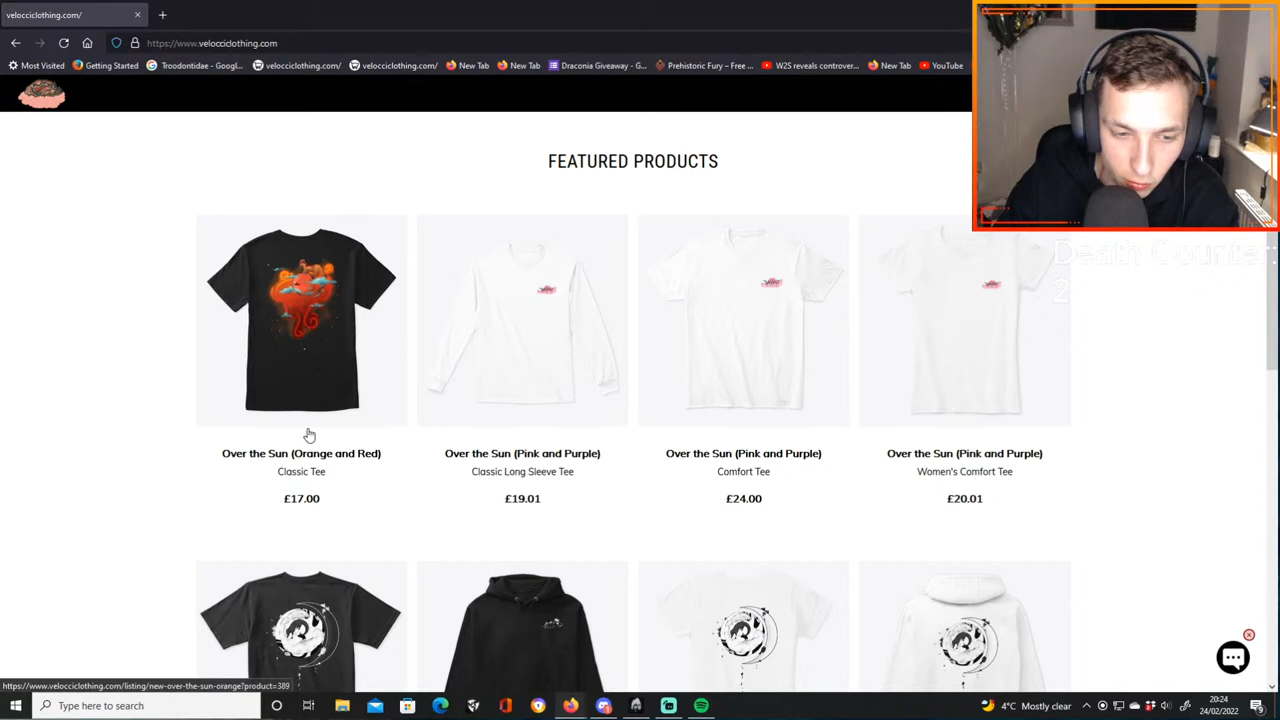 velocciclothing.com/
https://www.velocciclothing.com
Most Visited
Getting Started
Troodontidae - Googl...
velocciclothing.com/
velocciclothing.com/
New Tab
New Tab
Draconia Giveaway - G...
Prehistoric Fury – Free ...
W2S reveals controver...
New Tab
YouTube
FEATURED PRODUCTS
Death Counter:
2
Over the Sun (Orange and Red)
Classic Tee
£17.00
Over the Sun (Pink and Purple)
Classic Long Sleeve Tee
£19.01
Over the Sun (Pink and Purple)
Comfort Tee
£24.00
Over the Sun (Pink and Purple)
Women's Comfort Tee
£20.01
https://www.velocciclothing.com/listing/new-over-the-sun-orange?product=389
Type here to search
4°C Mostly clear
20:24
24/02/2022
9